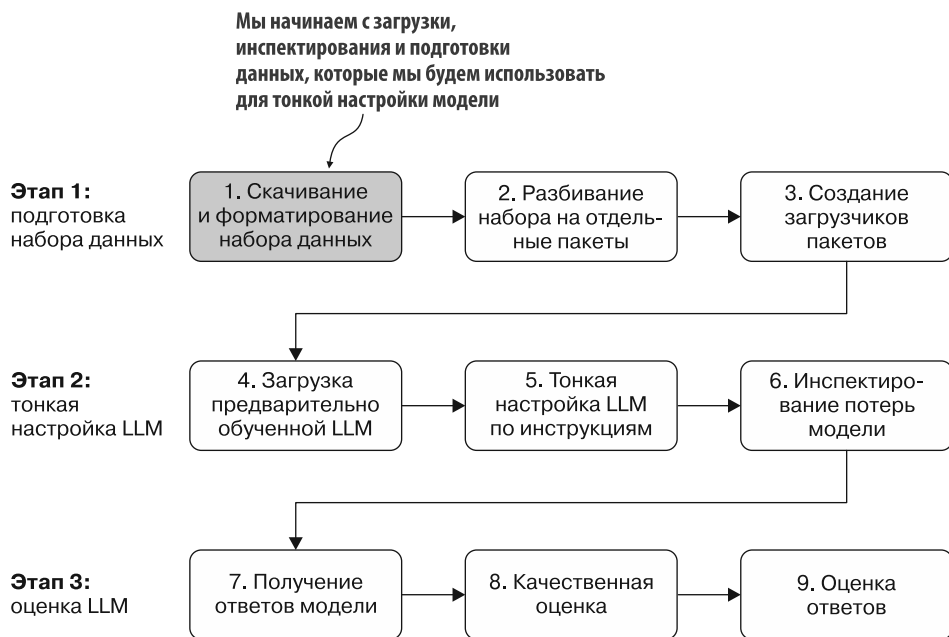 Мы начинаем с загрузки,
инспектирования и подготовки
данных, которые мы будем использовать
для тонкой настройки модели
Этап 1:
подготовка
набора данных
1. Скачивание
и форматирование
набора данных
2. Разбивание
набора на отдель-
ные пакеты
3. Создание
загрузчиков
пакетов
Этап 2:
тонкая
настройка LLM
4. Загрузка
предварительно
обученной LLM
5. Тонкая
настройка LLM
по инструкциям
6. Инспектиро-
вание потерь
модели
Этап 3:
оценка LLM
7. Получение
ответов модели
8. Качественная
оценка
9. Оценка
ответов